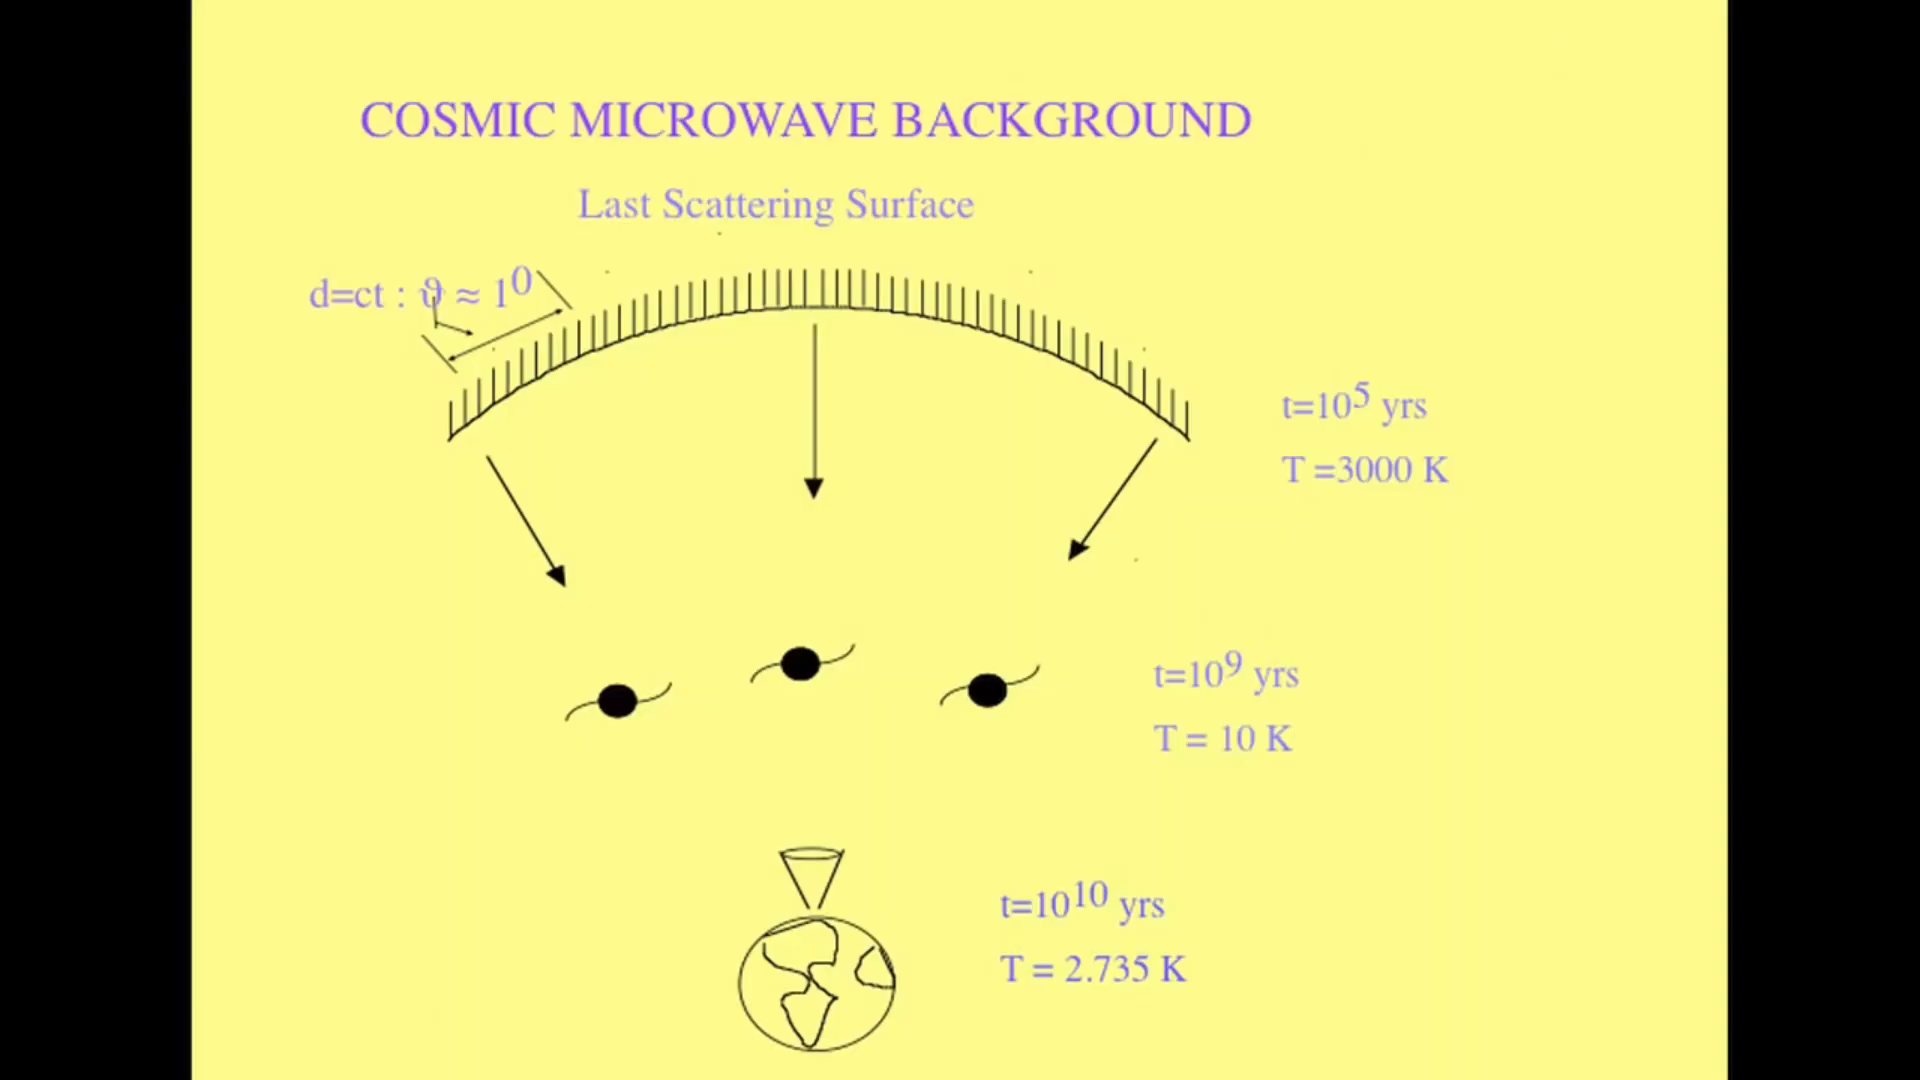 COSMIC MICROWAVE BACKGROUND
Last Scattering Surface
d=ct : ϑ ≈ 1⁰
t=10⁵ yrs
T =3000 K
t=10⁹ yrs
T = 10 K
t=10¹⁰ yrs
T = 2.735 K